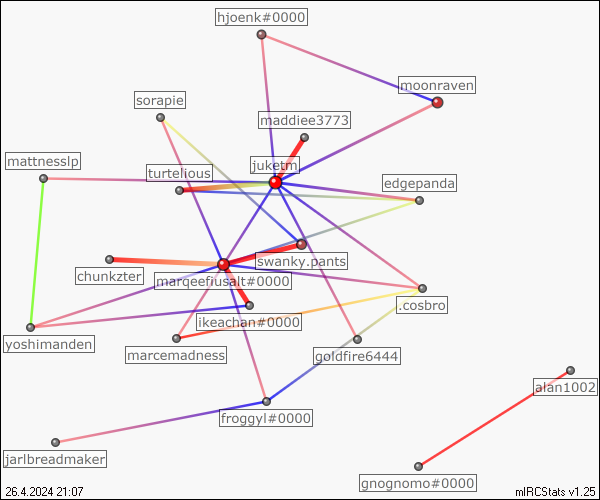 hjoenk#0000
moonraven
sorapie
maddiee3773
mattnesslp
juketm
turtelious
edgepanda
swanky.pants
chunkzter
marqeefiusalt#0000
.cosbro
ikeachan#0000
yoshimanden
marcemadness
goldfire6444
alan1002
froggyl#0000
jarlbreadmaker
gnognomo#0000
26.4.2024 21:07
mIRCStats v1.25